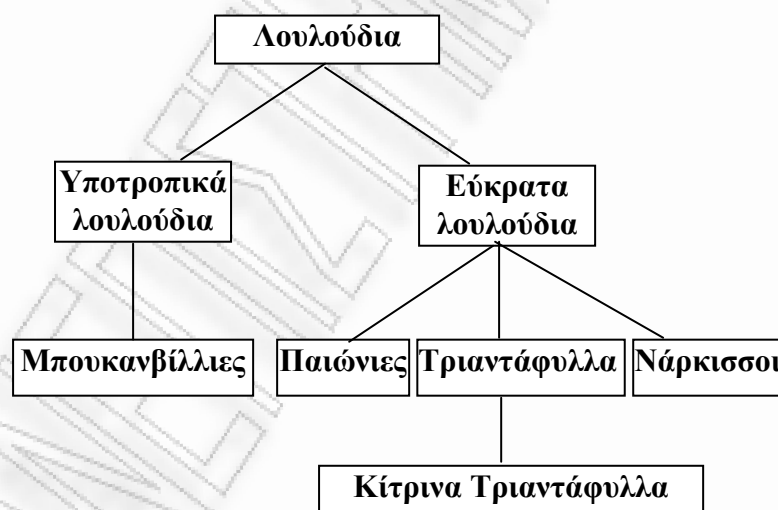 Λουλούδια
Υποτροπικά
λουλούδια
Εύκρατα
λουλούδια
Μπουκανβίλλιες
Παιώνιες
Τριαντάφυλλα
Νάρκισσοι
Κίτρινα Τριαντάφυλλα